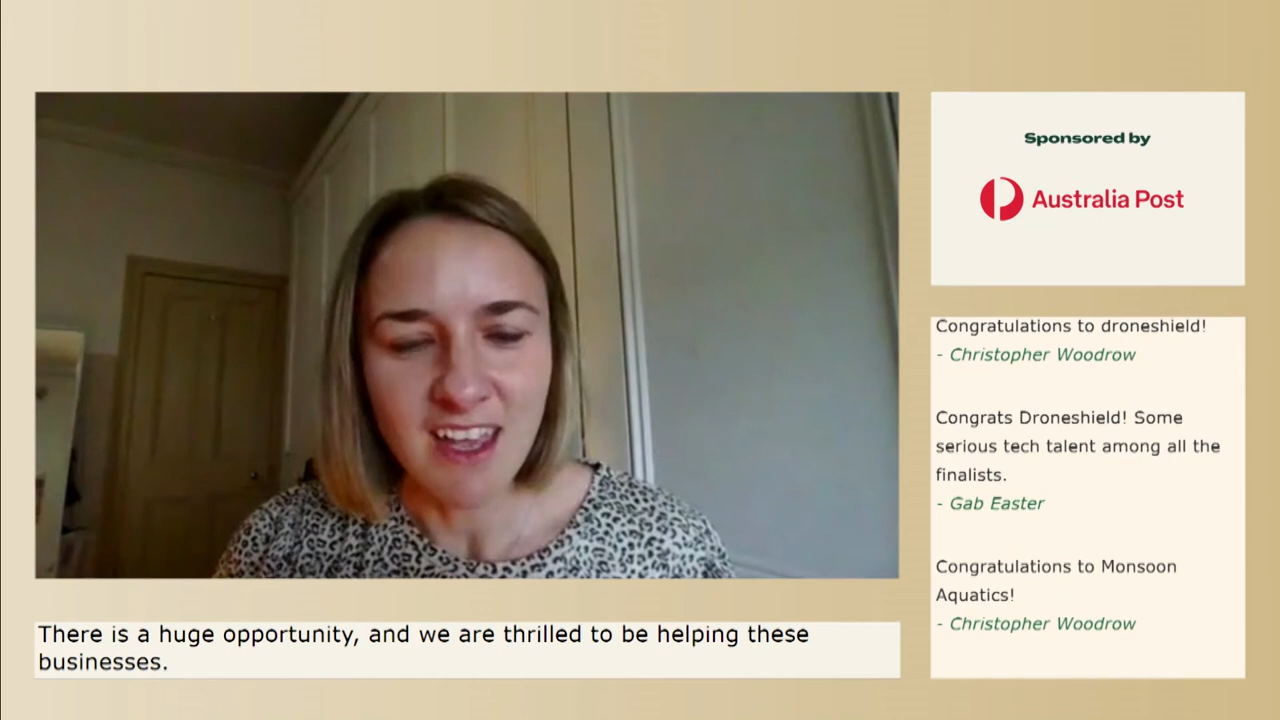 Sponsored by
Australia Post
Congratulations to droneshield!
- Christopher Woodrow
Congrats Droneshield! Some
serious tech talent among all the
finalists.
- Gab Easter
Congratulations to Monsoon
Aquatics!
- Christopher Woodrow
There is a huge opportunity, and we are thrilled to be helping these
businesses.